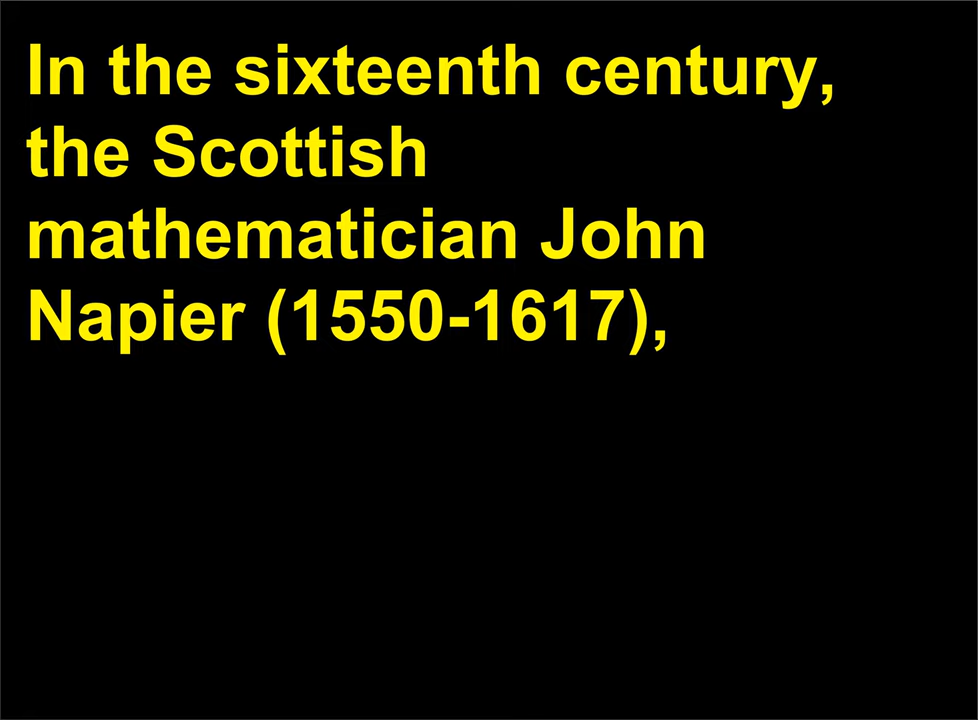 In the sixteenth century,
the Scottish
mathematician John
Napier (1550-1617),